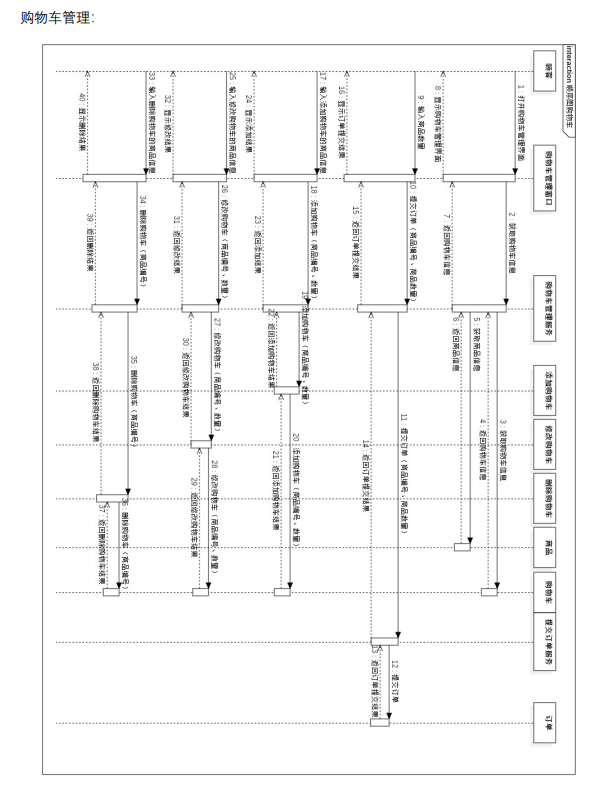 购物车管理:
interaction 顺序图购物车
顾客
购物车管理窗口
购物车管理服务
添加购物车
修改购物车
删除购物车
商品
购物车
提交订单服务
订单
1：打开购物车管理界面
2：获取购物车信息
3：获取购物车信息
4：返回购物车信息
5：获取商品信息
6：返回商品信息
7：返回购物车信息
8：显示购物车管理界面
9：输入商品数量
10：提交订单（商品编号、商品数量）
11：提交订单（商品编号、商品数量）
12：提交订单
13：返回订单提交结果
14：返回订单提交结果
15：返回订单提交结果
16：显示订单提交结果
17：输入添加购物车的商品信息
18：添加购物车（商品编号、数量）
19：添加购物车（商品编号、数量）
20：添加购物车（商品编号、数量）
21：返回添加购物车结果
22：返回添加购物车结果
23：返回添加结果
24：显示添加结果
25：输入修改购物车的商品信息
26：修改购物车（商品编号、数量）
27：修改购物车（商品编号、数量）
28：修改购物车（商品编号、数量）
29：返回修改购物车结果
30：返回修改购物车结果
31：返回修改结果
32：显示修改结果
33：输入删除购物车的商品信息
34：删除购物车（商品编号）
35：删除购物车（商品编号）
36：删除购物车（商品编号）
37：返回删除购物车结果
38：返回删除购物车结果
39：返回删除结果
40：显示删除结果